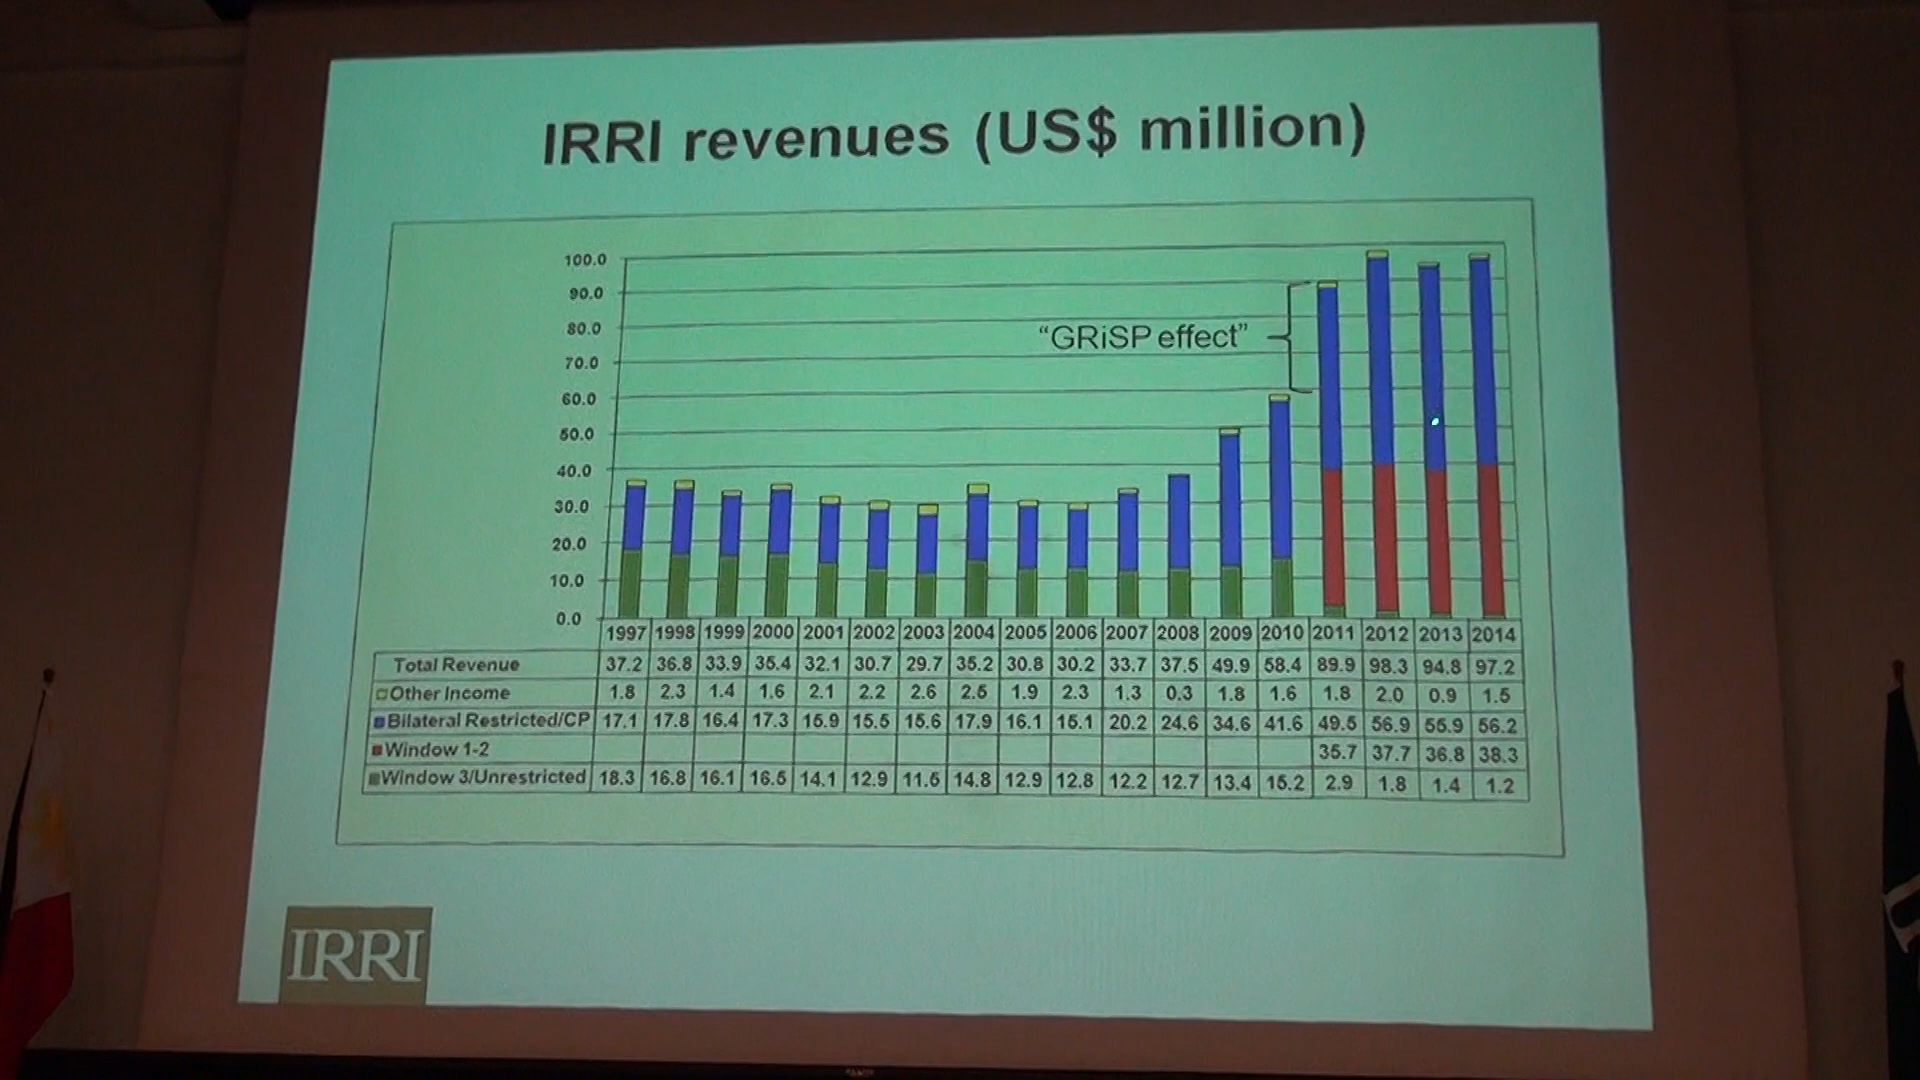 IRRI revenues (US$ million)
100.0
90.0
80.0
70.0
60.0
50.0
40.0
30.0
20.0
10.0
0.0
“GRiSP effect”
1997 1998 1999 2000 2001 2002 2003 2004 2005 2006 2007 2008 2009 2010 2011 2012 2013 2014
Total Revenue 37.2 36.8 33.9 35.4 32.1 30.7 29.7 35.2 30.8 30.2 33.7 37.5 49.9 58.4 89.9 98.3 94.8 97.2
Other Income 1.8 2.3 1.4 1.6 2.1 2.2 2.6 2.5 1.9 2.3 1.3 0.3 1.8 1.6 1.8 2.0 0.9 1.5
Bilateral Restricted/CP 17.1 17.8 16.4 17.3 15.9 15.5 15.6 17.9 16.1 15.1 20.2 24.6 34.6 41.6 49.5 56.9 55.9 56.2
Window 1-2 35.7 37.7 36.8 38.3
Window 3/Unrestricted 18.3 16.8 16.1 16.5 14.1 12.9 11.5 14.8 12.9 12.8 12.2 12.7 13.4 15.2 2.9 1.8 1.4 1.2
IRRI